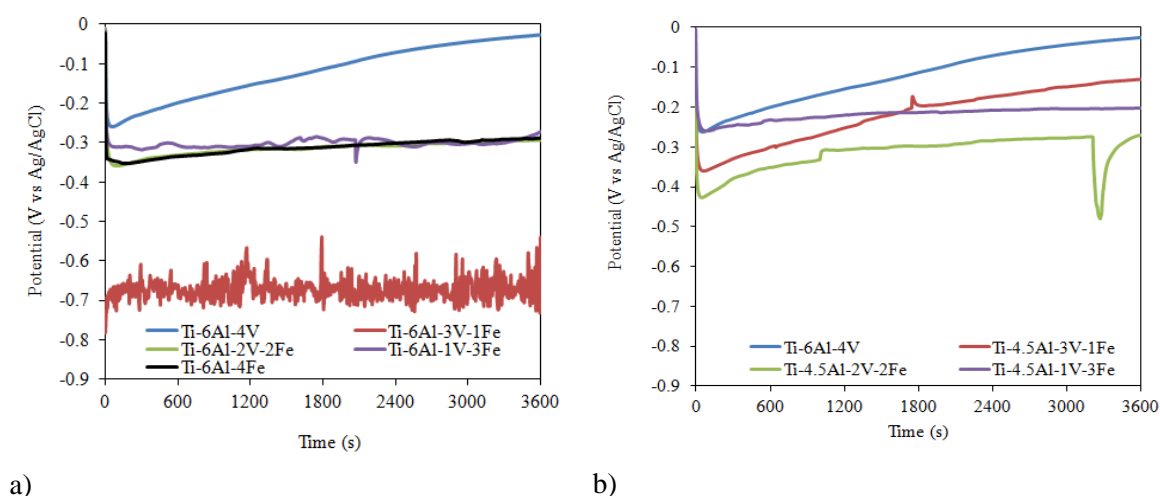 0
-0.1
-0.2
-0.3
-0.4
-0.5
-0.6
-0.7
-0.8
-0.9
Potential (V vs Ag/AgCl)
Ti-6Al-4V Ti-6Al-3V-1Fe
Ti-6Al-2V-2Fe Ti-6Al-1V-3Fe
Ti-6Al-4Fe
0 600 1200 1800 2400 3000 3600
Time (s)
a)
0
-0.1
-0.2
-0.3
-0.4
-0.5
-0.6
-0.7
-0.8
-0.9
Potential (V vs Ag/AgCl)
Ti-6Al-4V Ti-4.5Al-3V-1Fe
Ti-4.5Al-2V-2Fe Ti-4.5Al-1V-3Fe
0 600 1200 1800 2400 3000 3600
Time (s)
b)